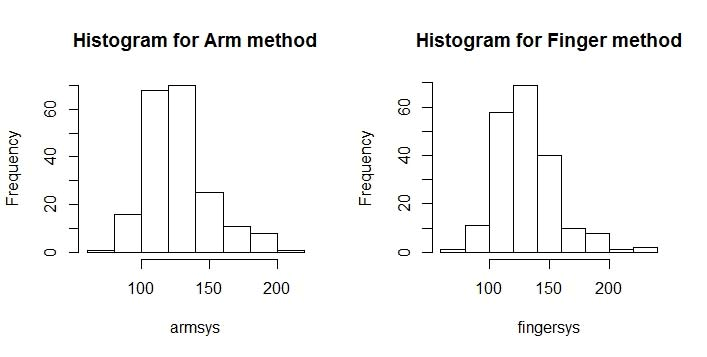 Histogram for Arm method
Frequency
0 20 40 60
100 150 200
armsys
Histogram for Finger method
Frequency
0 20 40 60
100 150 200
fingersys